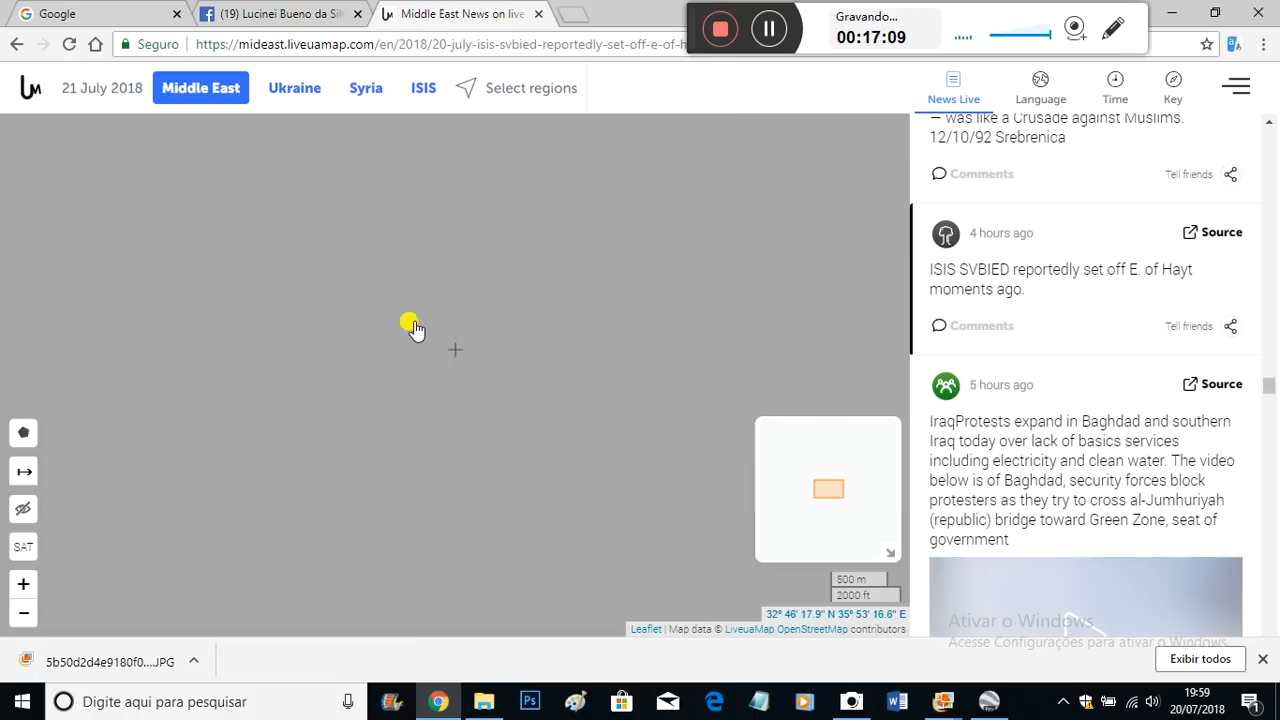 Google
(19) Lucinei Bueno da Silv
Middle East News on live
Gravando...
00:17:09
Seguro
https://mideast.liveuamap.com/en/2018/20-july-isis-svbied-reportedly-set-off-e-of-h
21 July 2018
Middle East
Ukraine
Syria
ISIS
Select regions
News Live
Language
Time
Key
— was like a Crusade against Muslims.
12/10/92 Srebrenica
Comments
Tell friends
4 hours ago
Source
ISIS SVBIED reportedly set off E. of Hayt
moments ago.
Comments
Tell friends
5 hours ago
Source
IraqProtests expand in Baghdad and southern
Iraq today over lack of basics services
including electricity and clean water. The video
below is of Baghdad, security forces block
protesters as they try to cross al-Jumhuriyah
(republic) bridge toward Green Zone, seat of
government
SAT
+
−
500 m
2000 ft
32º 46' 17.9" N 35º 53' 16.6" E
Leaflet | Map data © LiveuaMap OpenStreetMap contributors
Ativar o Windows
Acesse Configurações para ativar o Windows.
5b50d2d4e9180f0....JPG
Exibir todos
Digite aqui para pesquisar
19:59
20/07/2018